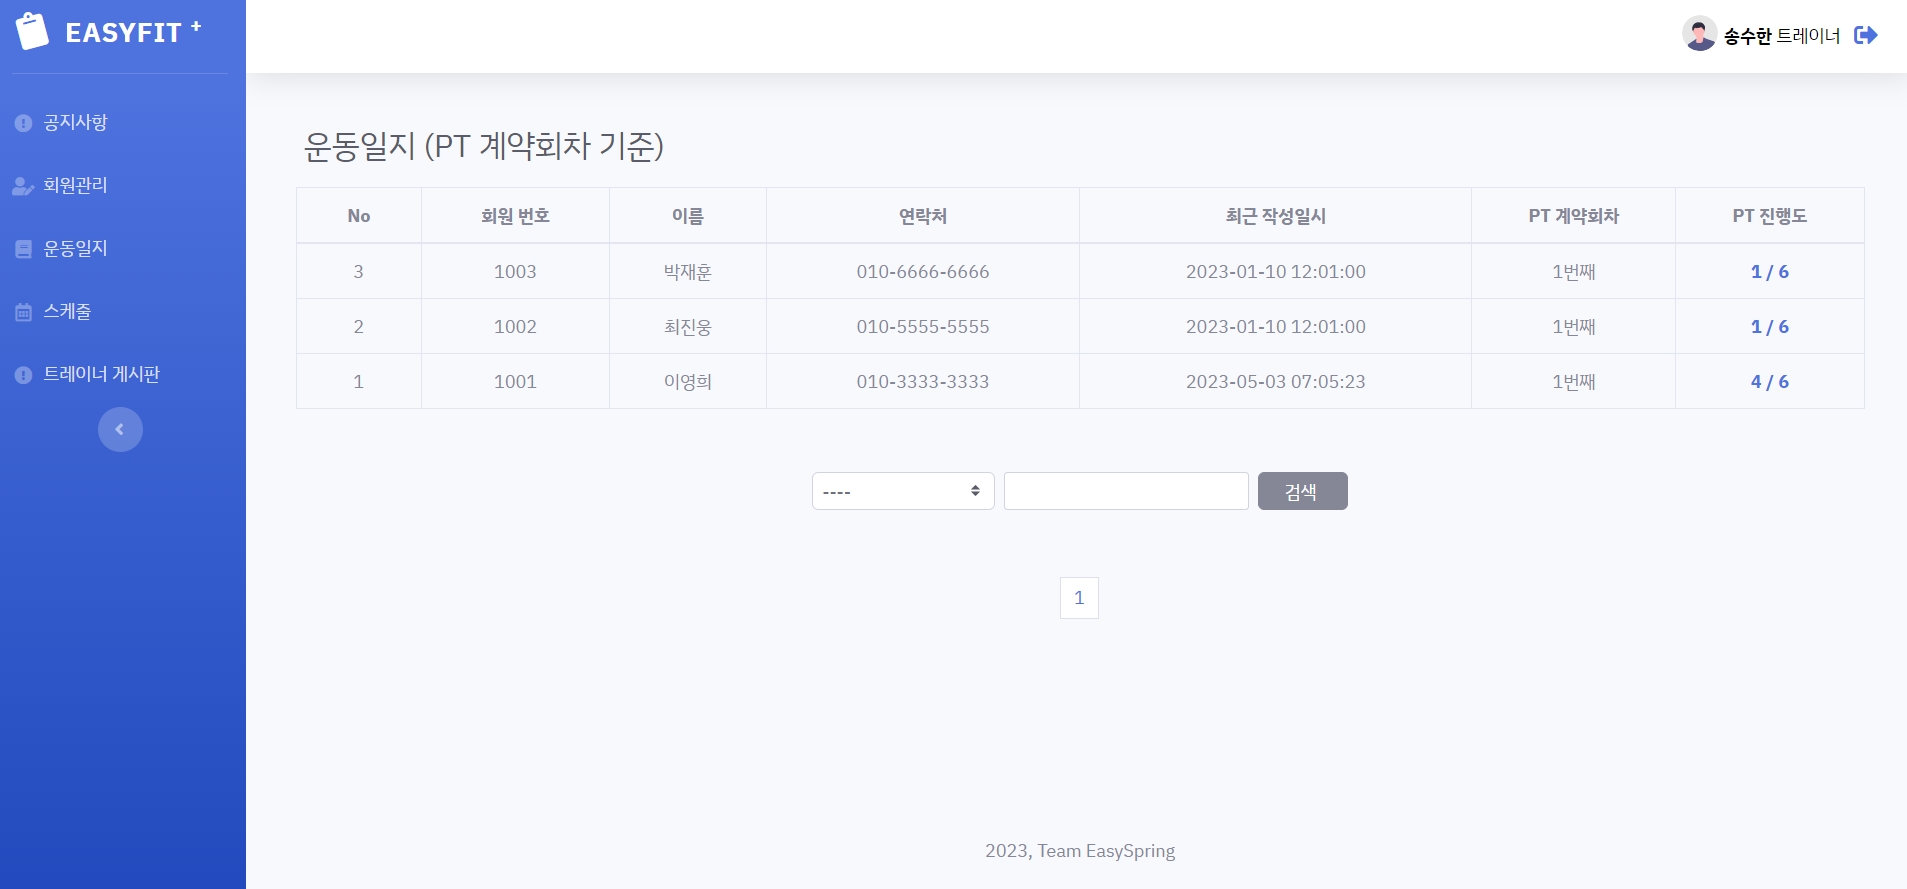 EASYFIT +
송수한 트레이너
공지사항
회원관리
운동일지
스케줄
트레이너 게시판
운동일지 (PT 계약회차 기준)
No 회원 번호 이름 연락처 최근 작성일시 PT 계약회차 PT 진행도
3 1003 박재훈 010-6666-6666 2023-01-10 12:01:00 1번째 1 / 6
2 1002 최진웅 010-5555-5555 2023-01-10 12:01:00 1번째 1 / 6
1 1001 이영희 010-3333-3333 2023-05-03 07:05:23 1번째 4 / 6
---- 검색
1
2023, Team EasySpring